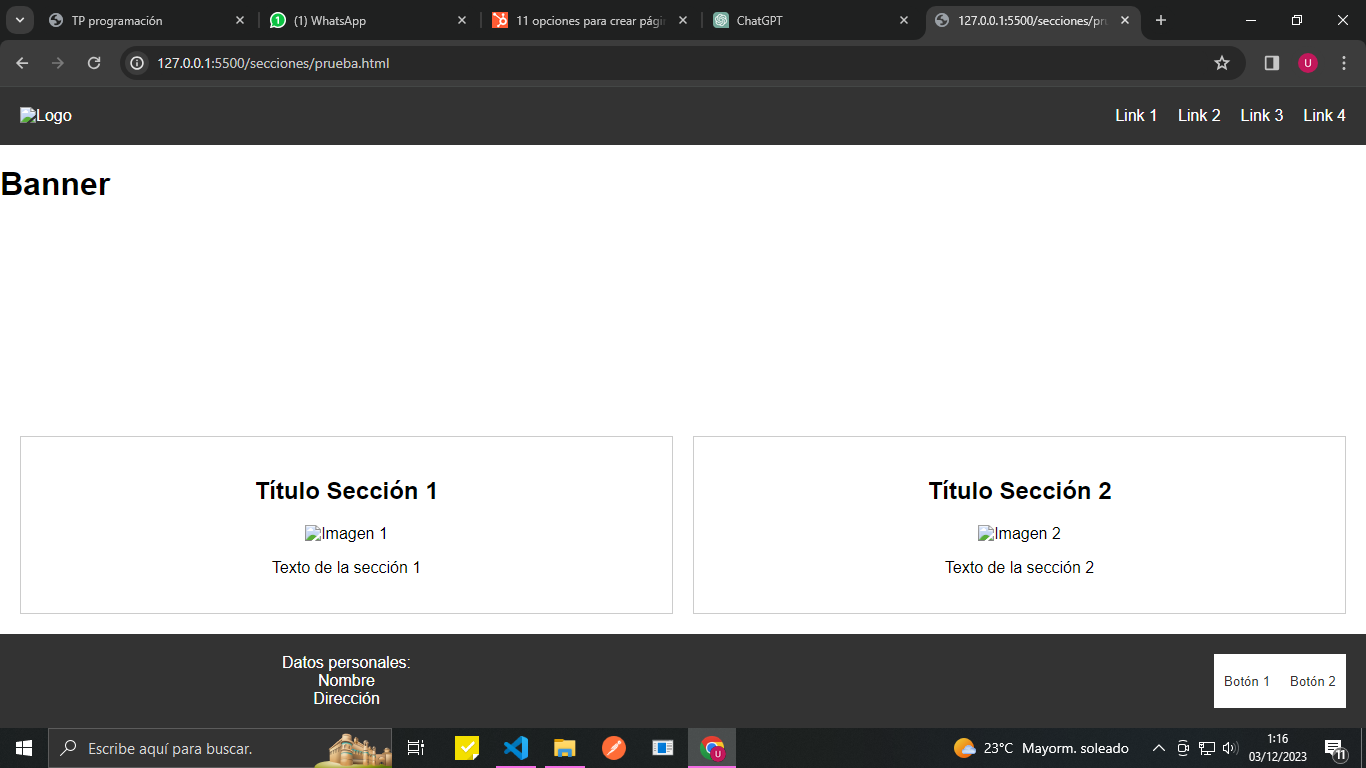 TP programación
(1) WhatsApp
11 opciones para crear pági
ChatGPT
127.0.0.1:5500/secciones/pru
127.0.0.1:5500/secciones/prueba.html
U
Logo
Link 1 Link 2 Link 3 Link 4
Banner
Título Sección 1
Imagen 1
Texto de la sección 1
Título Sección 2
Imagen 2
Texto de la sección 2
Datos personales:
Nombre
Dirección
Botón 1 Botón 2
Escribe aquí para buscar.
U
23°C Mayorm. soleado
1:16
03/12/2023
11